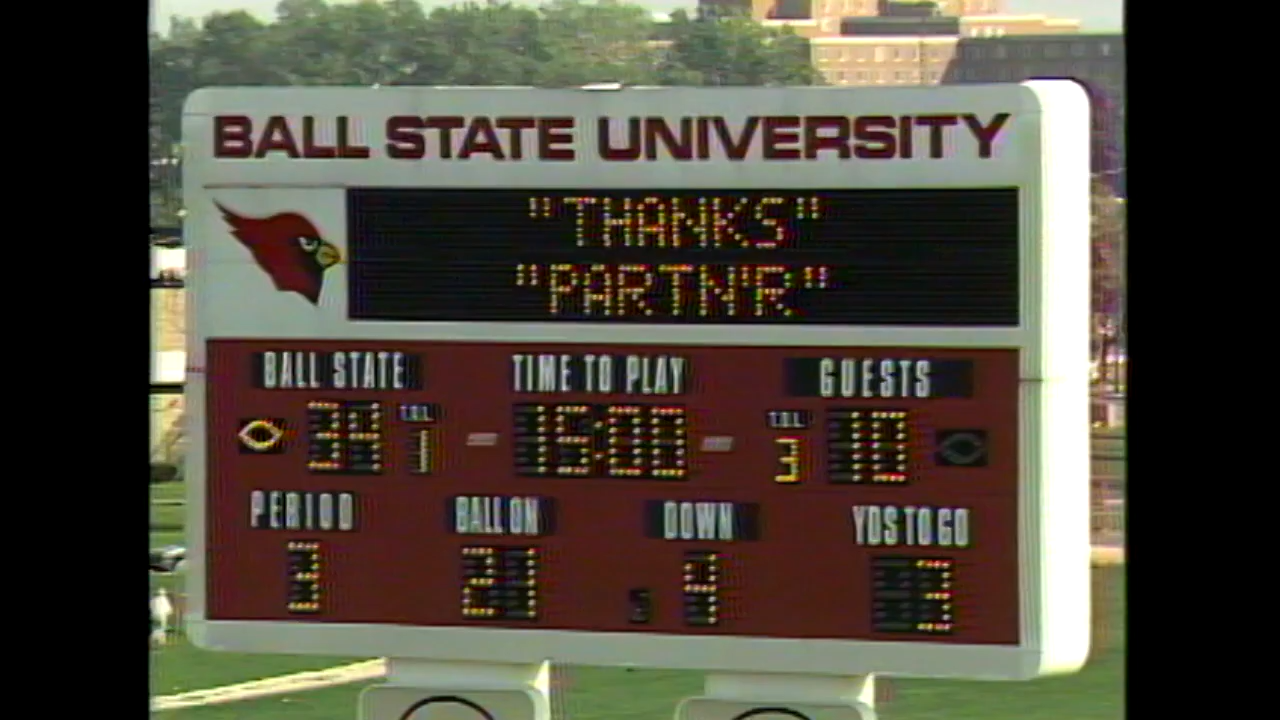 BALL STATE UNIVERSITY
"THANKS"
"PARTN'R"
BALL STATE TIME TO PLAY GUESTS
34 T.O.L. 1 15:00 T.O.L. 3 10
PERIOD BALL ON DOWN YDS TO GO
3 21 4 3